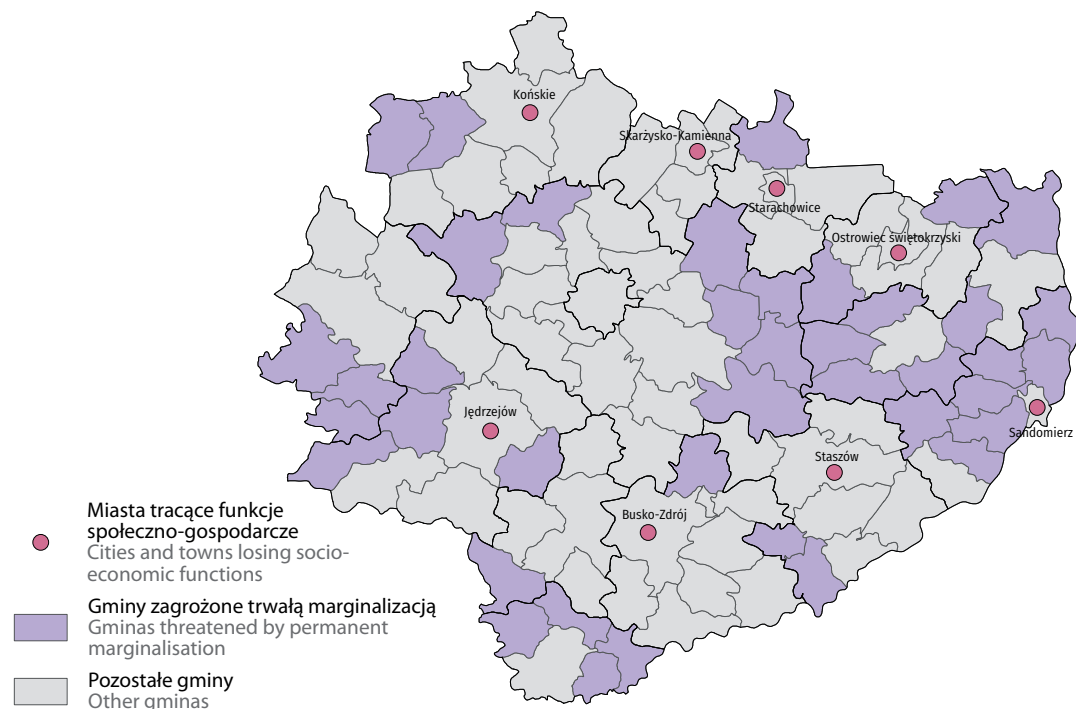 Końskie
Skarżysko-Kamienna
Starachowice
Ostrowięc świętokrzyski
Jędrzejów
Sandomierz
Staszów
Busko-Zdrój
Miasta tracące funkcje
społeczno-gospodarcze
Cities and towns losing socio-
economic functions
Gminy zagrożone trwałą marginalizacją
Gminas threatened by permanent
marginalisation
Pozostałe gminy
Other gminas